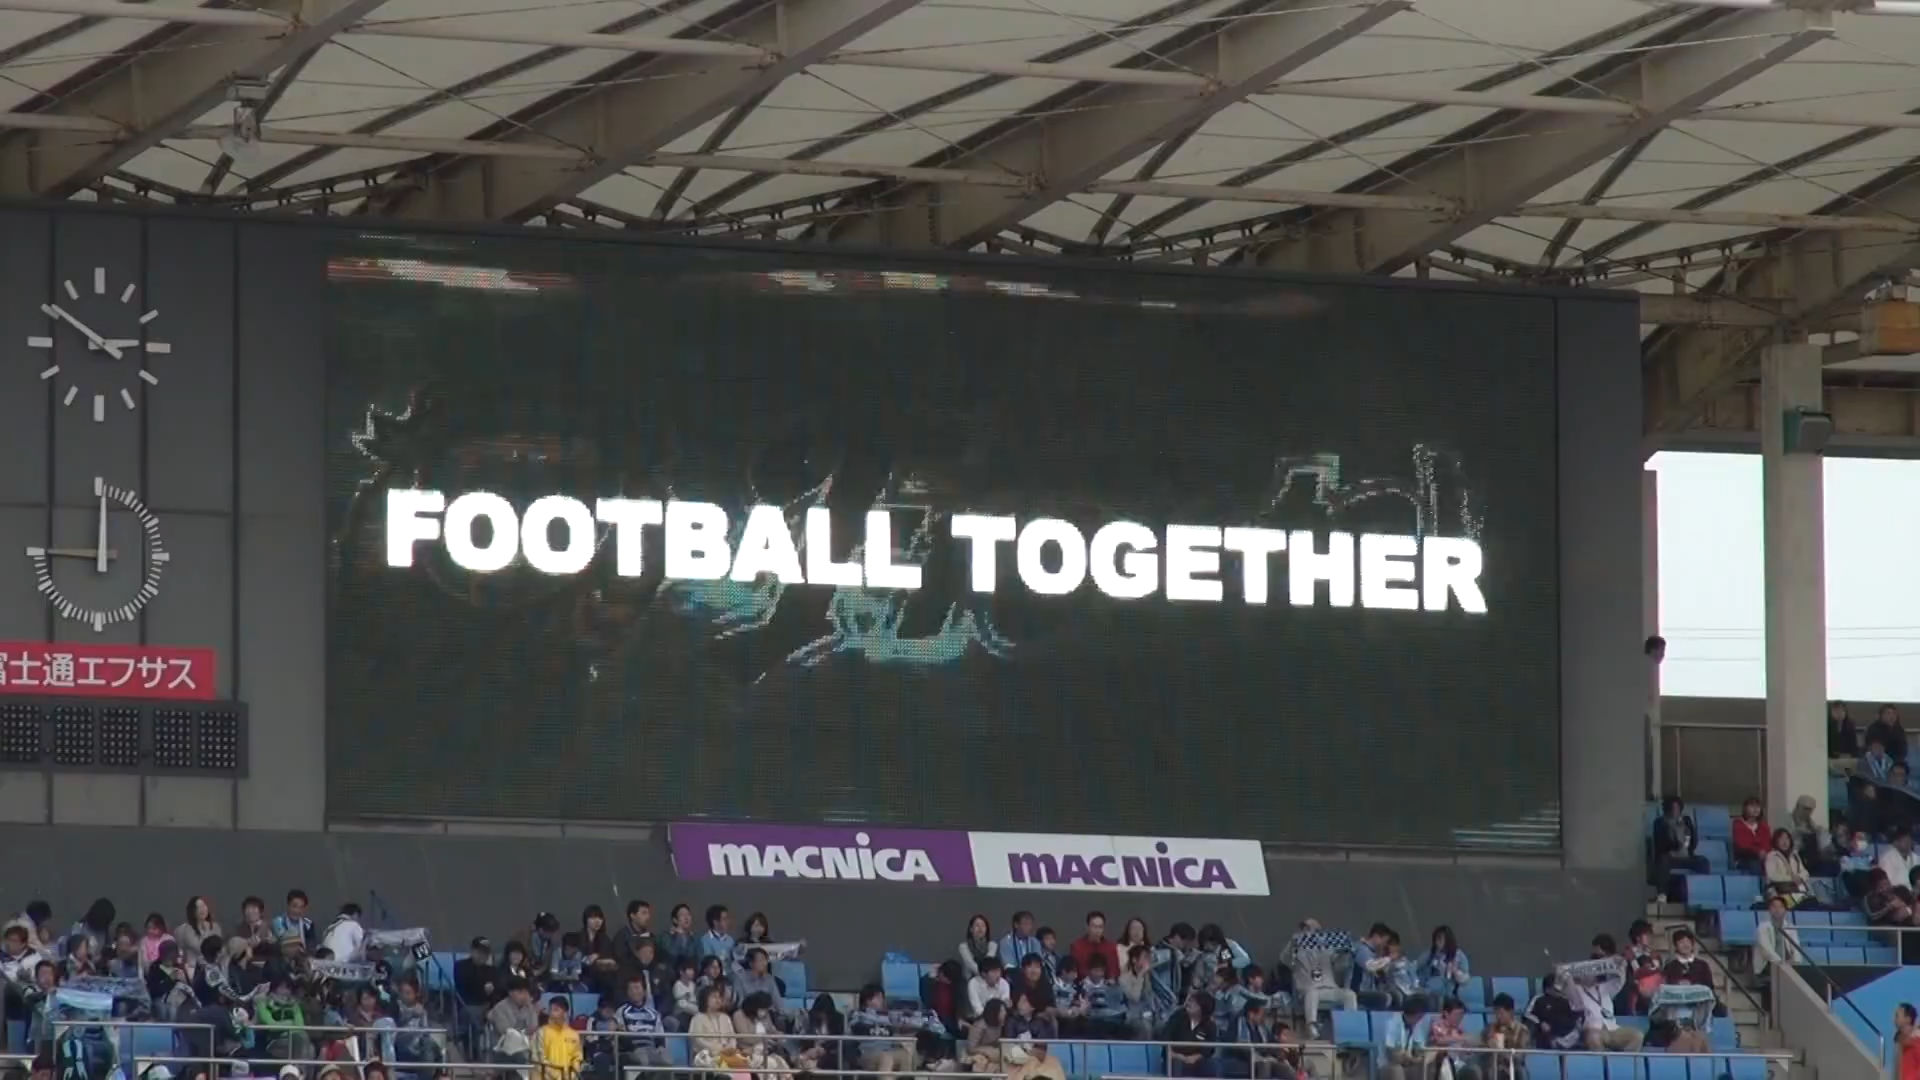 FOOTBALL TOGETHER
富士通エフサス
macnica macnica